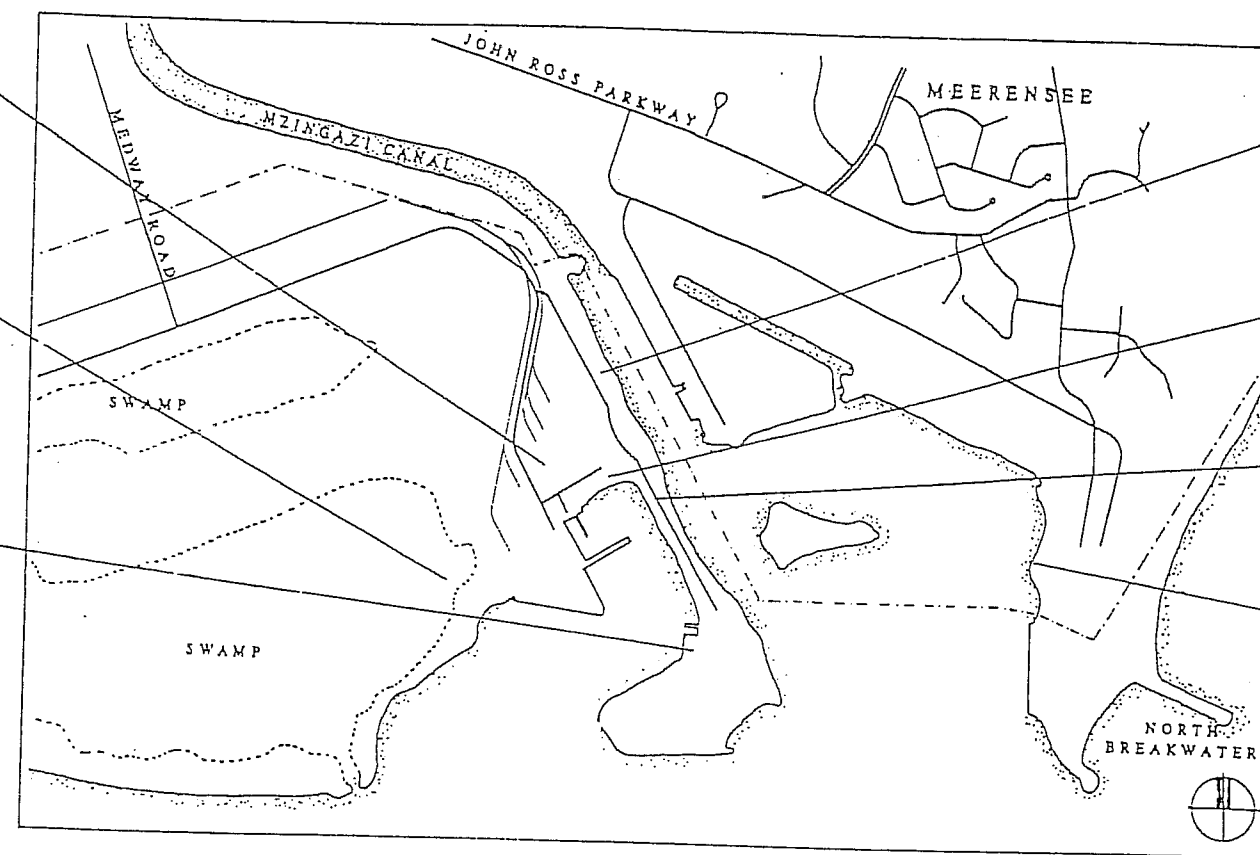 JOHN ROSS PARKWAY
MEERENSEE
MZINGAZI CANAL
MEDWAY ROAD
SWAMP
SWAMP
NORTH
BREAKWATER